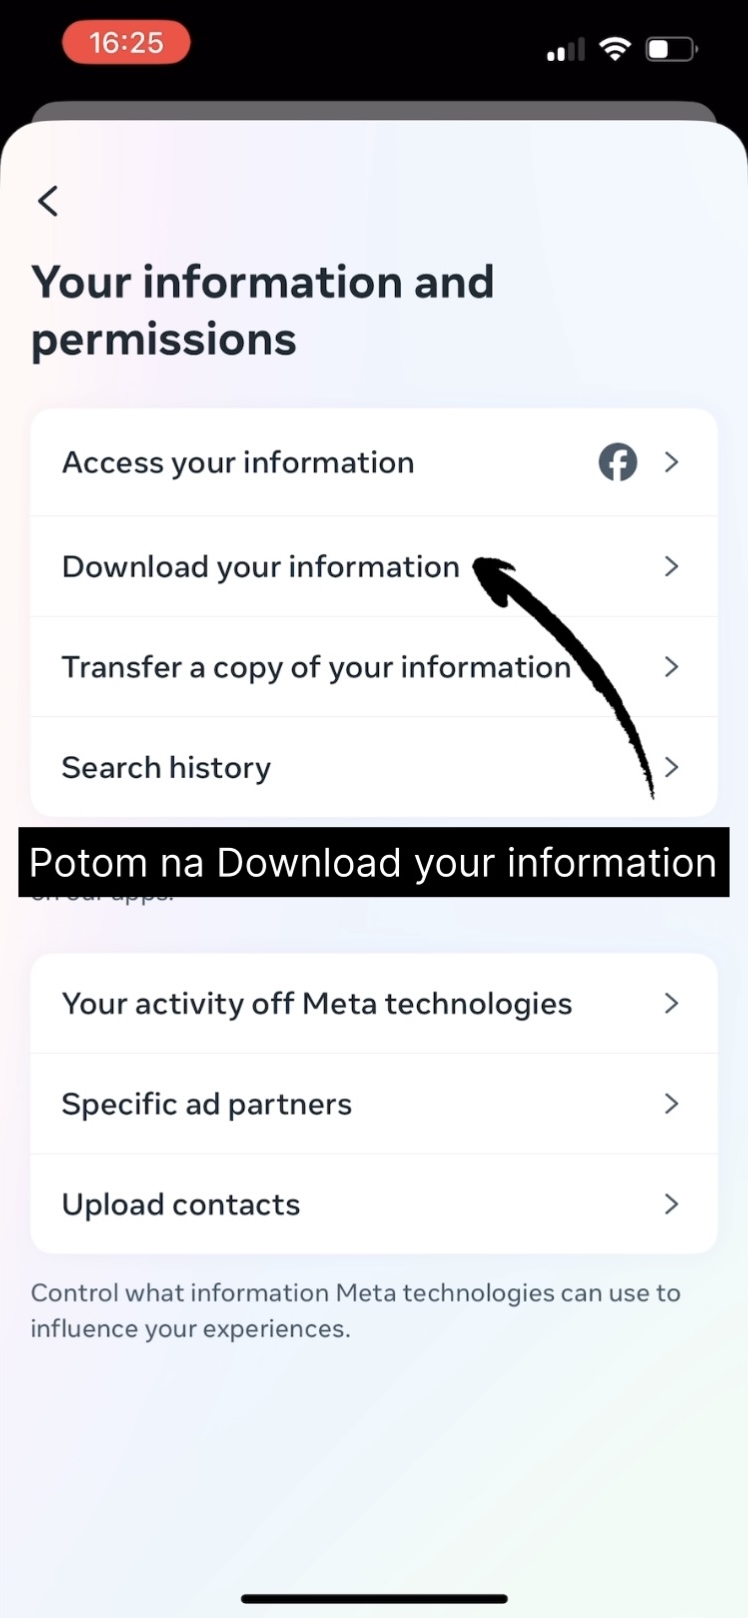 16:25
Your information and
permissions
Access your information
Download your information
Transfer a copy of your information
Search history
Potom na Download your information
on our apps.
Your activity off Meta technologies
Specific ad partners
Upload contacts
Control what information Meta technologies can use to
influence your experiences.